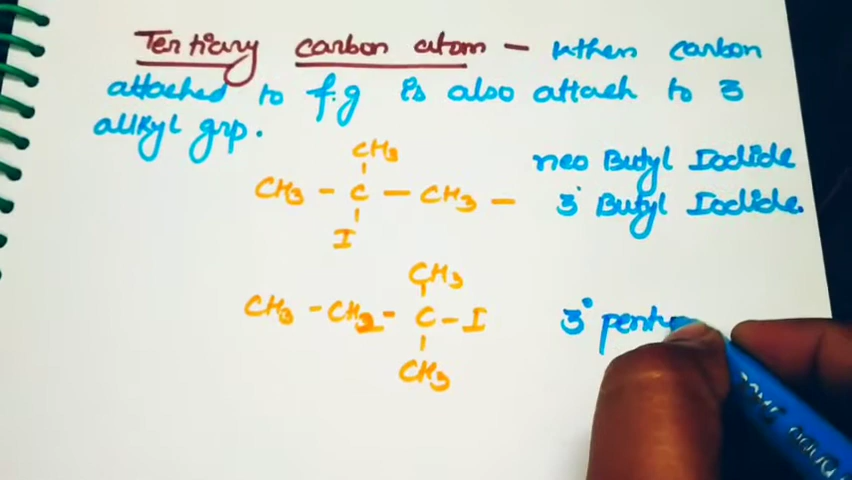 Tertiary carbon atom - when carbon
attached to f.g is also attach to 3
alkyl grp.
CH3
CH3 - C - CH3 -
I
neo Butyl Iodide
3° Butyl Iodide.
CH3
CH3 - CH2 - C - I
CH3
3° pent